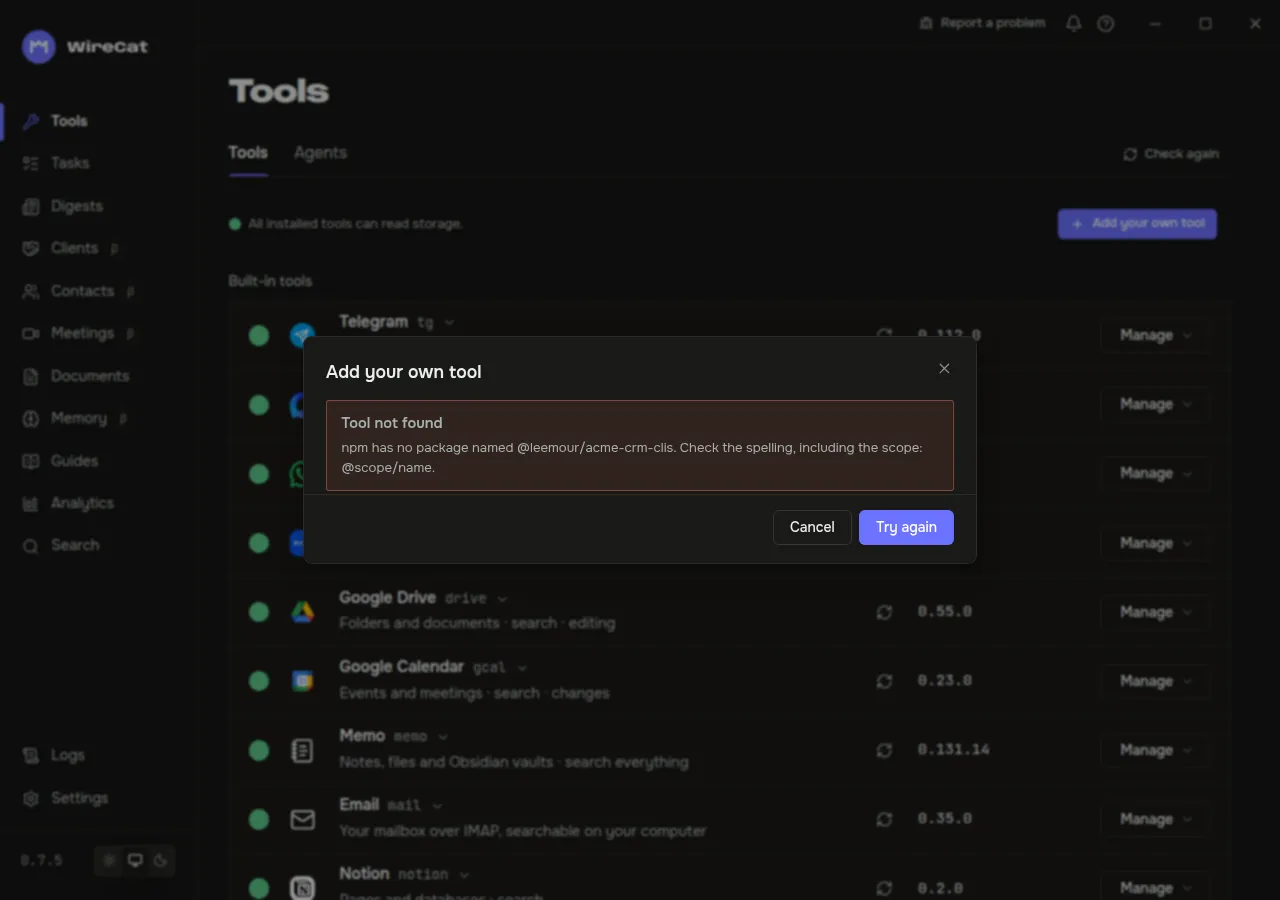 WireCat
Report a problem
Tools
Tasks
Digests
Clients β
Contacts β
Meetings β
Documents
Memory β
Guides
Analytics
Search
Logs
Settings
0.7.5
Tools
Tools Agents
Check again
All installed tools can read storage.
+ Add your own tool
Built-in tools
Telegram tg
0.112.0 Manage
Manage
Manage
Manage
Add your own tool
Tool not found
npm has no package named @leemour/acme-crm-clis. Check the spelling, including the scope:
@scope/name.
Cancel Try again
Google Drive drive
Folders and documents · search · editing
0.55.0 Manage
Google Calendar gcal
Events and meetings · search · changes
0.23.0 Manage
Memo memo
Notes, files and Obsidian vaults · search everything
0.131.14 Manage
Email mail
Your mailbox over IMAP, searchable on your computer
0.35.0 Manage
Notion notion
Pages and databases · search
0.2.0 Manage